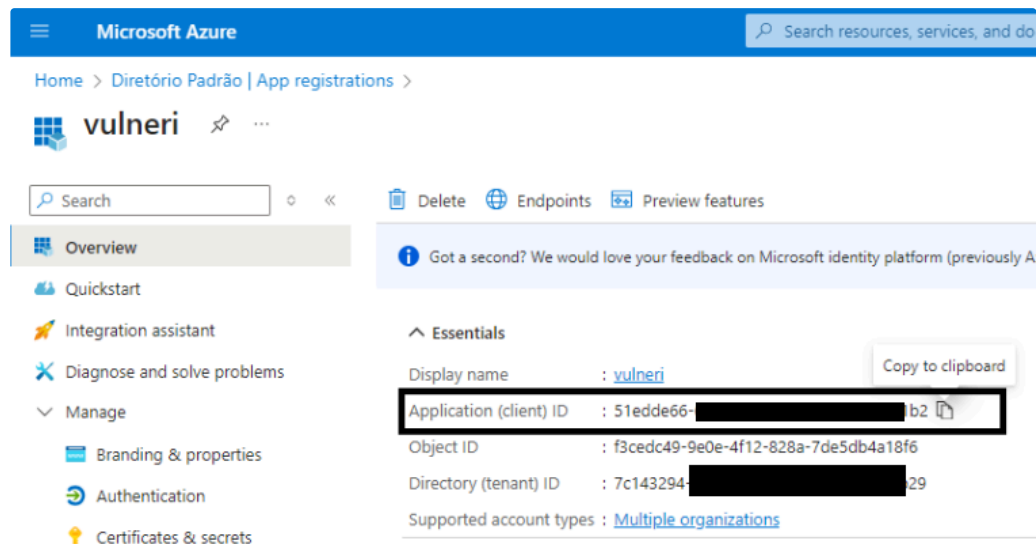 Microsoft Azure
Search resources, services, and do
Home > Diretório Padrão | App registrations >
vulneri
Search
Delete Endpoints Preview features
Overview
Got a second? We would love your feedback on Microsoft identity platform (previously A
Quickstart
Integration assistant
Essentials
Diagnose and solve problems
Display name : vulneri
Copy to clipboard
Manage
Application (client) ID : 51edde66- 1b2
Branding & properties
Object ID : f3cedc49-9e0e-4f12-828a-7de5db4a18f6
Authentication
Directory (tenant) ID : 7c143294- 29
Certificates & secrets
Supported account types : Multiple organizations